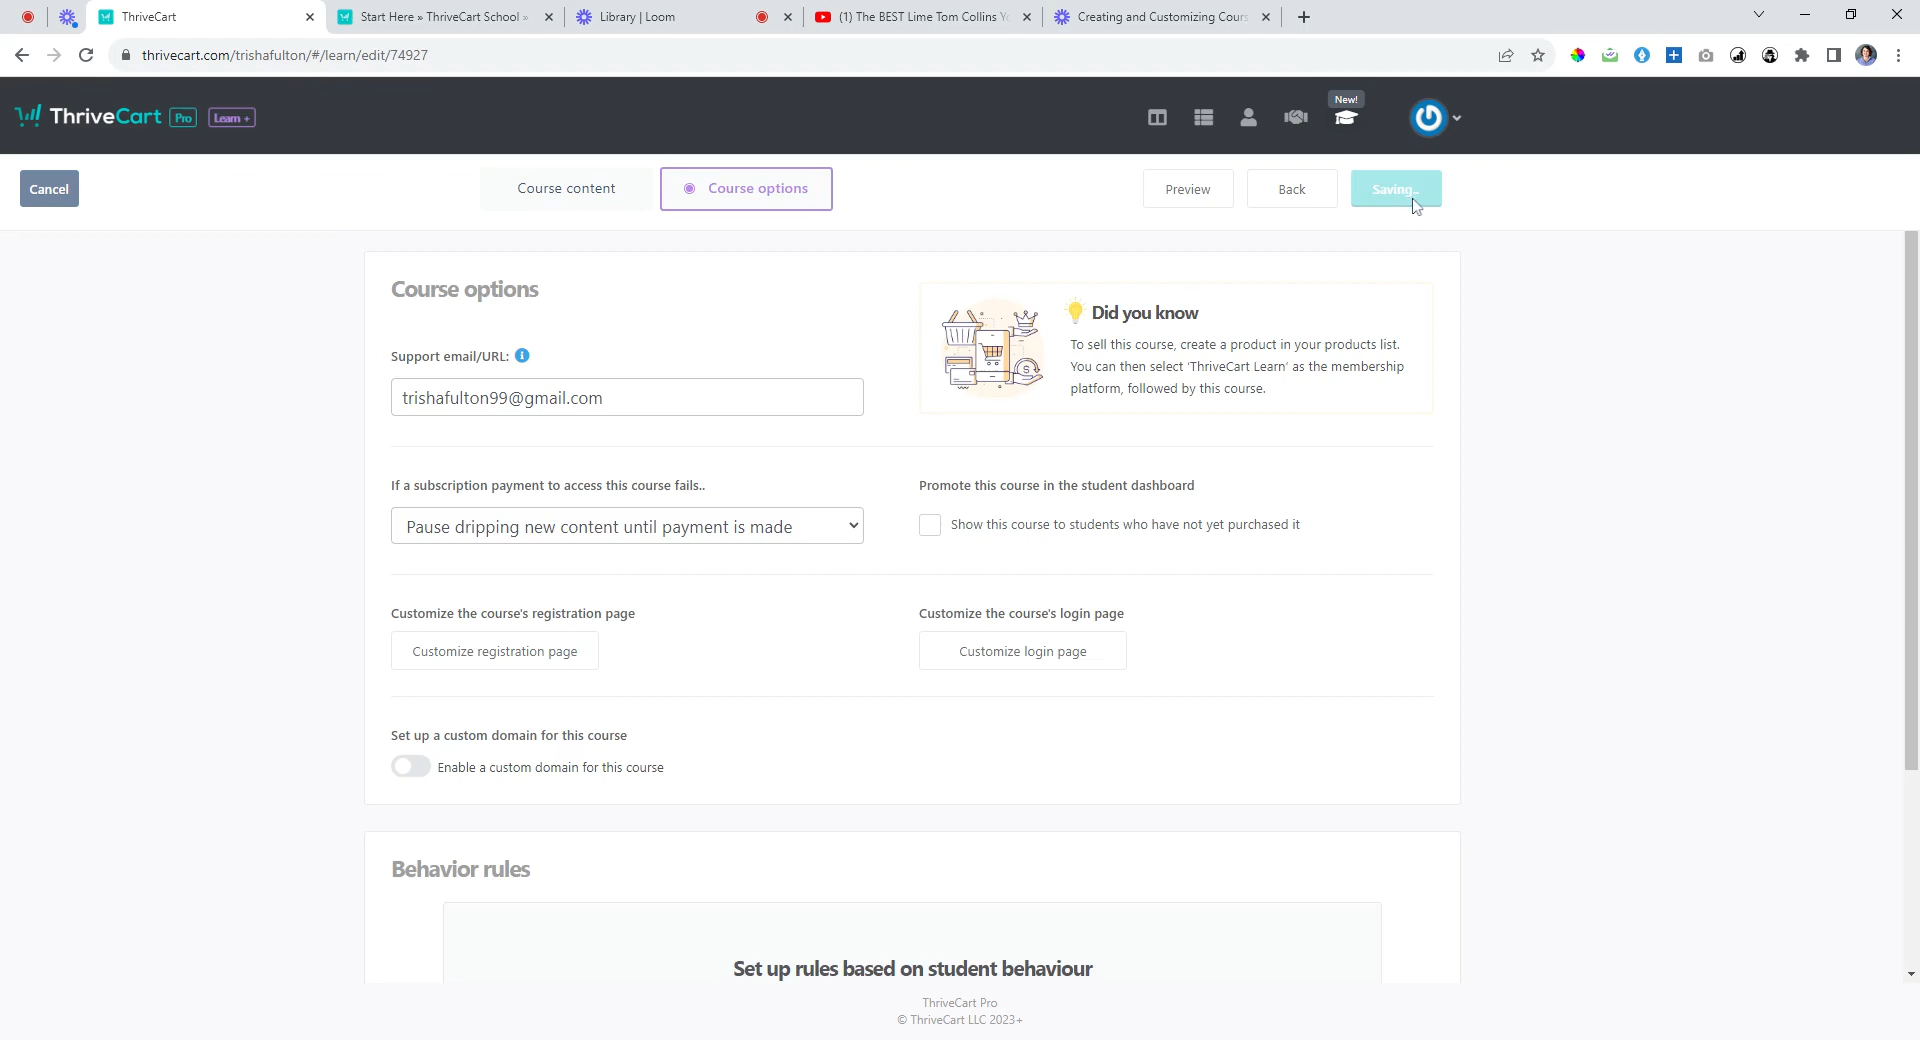 ThriveCart
Start Here » ThriveCart School »
Library | Loom
(1) The BEST Lime Tom Collins Yo
Creating and Customizing Cours
thrivecart.com/trishafulton/#/learn/edit/74927
ThriveCart Pro Learn +
New!
Cancel
Course content
Course options
Preview
Back
Saving..
Course options
Did you know
To sell this course, create a product in your products list.
You can then select 'ThriveCart Learn' as the membership
platform, followed by this course.
Support email/URL:
trishafulton99@gmail.com
If a subscription payment to access this course fails..
Pause dripping new content until payment is made
Promote this course in the student dashboard
Show this course to students who have not yet purchased it
Customize the course's registration page
Customize registration page
Customize the course's login page
Customize login page
Set up a custom domain for this course
Enable a custom domain for this course
Behavior rules
Set up rules based on student behaviour
ThriveCart Pro
© ThriveCart LLC 2023+